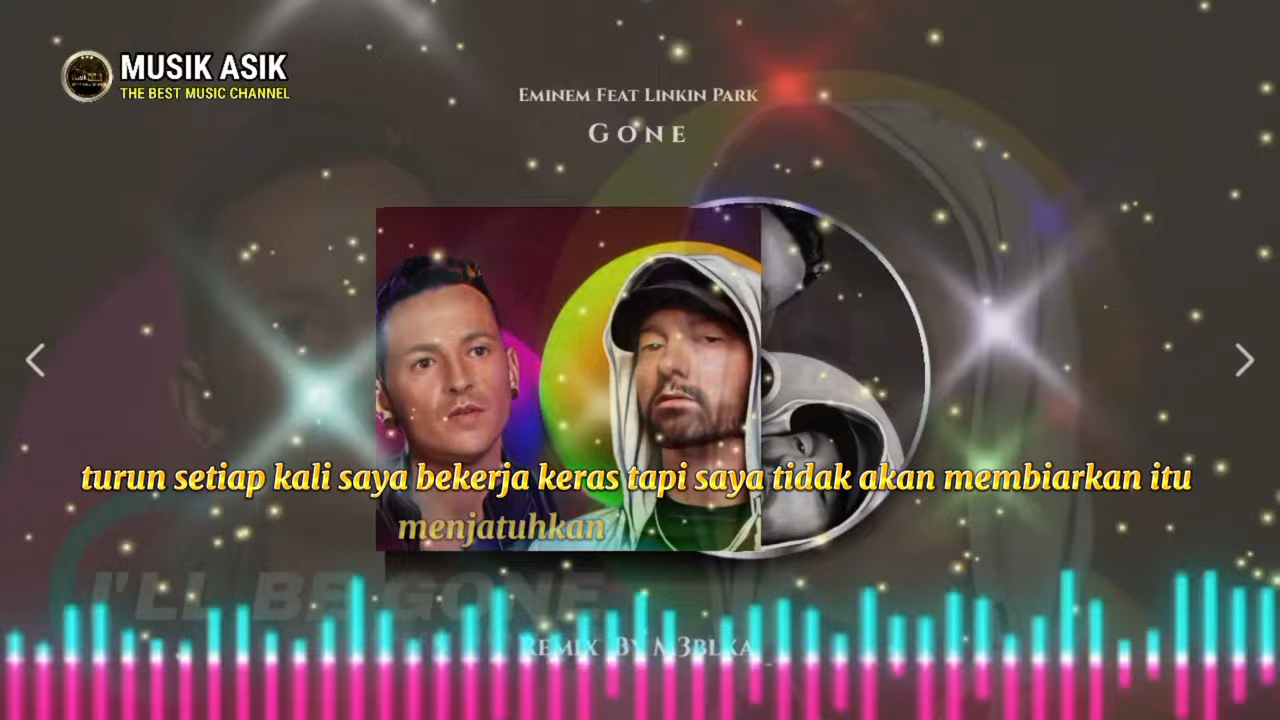 MUSIK ASIK
THE BEST MUSIC CHANNEL
Eminem Feat Linkin Park
Gone
turun setiap kali saya bekerja keras tapi saya tidak akan membiarkan itu
menjatuhkan
I'LL BE GONE
Remix By M3BLKA